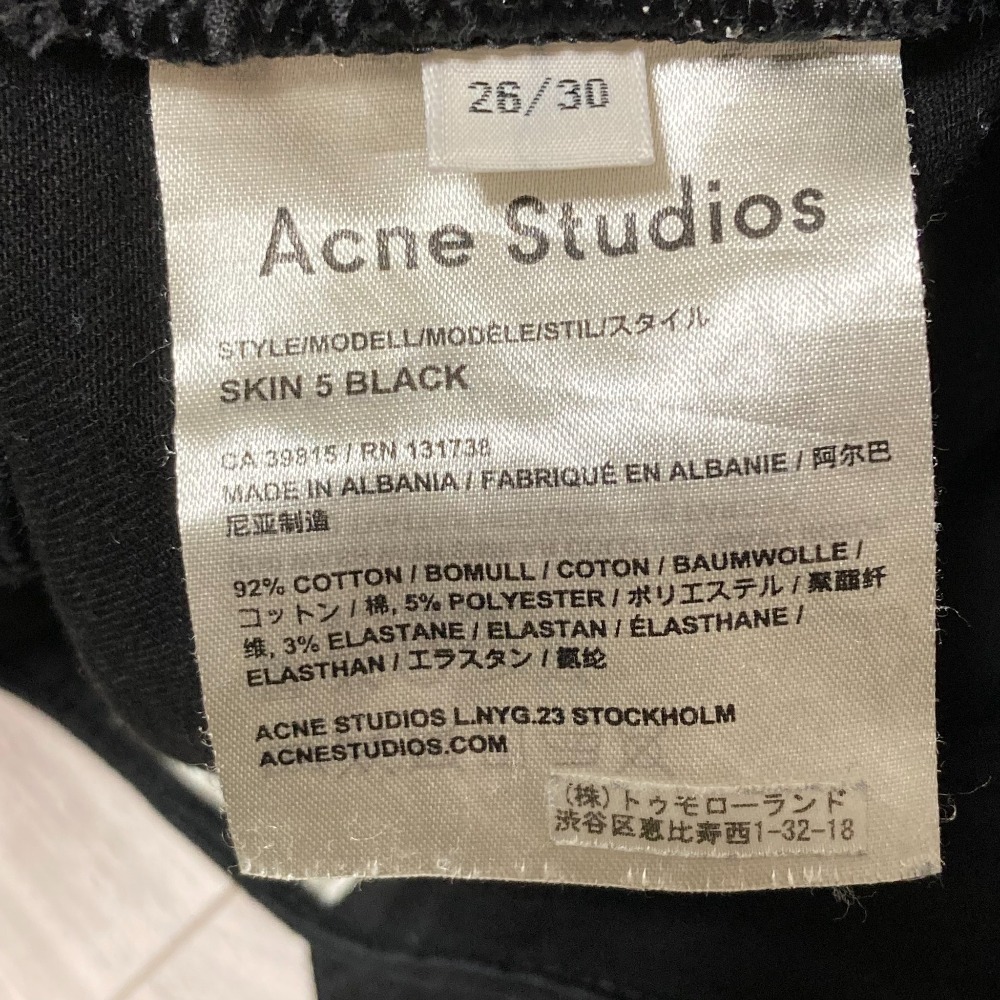 26/30
Acne Studios
STYLE/MODELL/MODÈLE/STIL/スタイル
SKIN 5 BLACK
CA 39815 / RN 131738
MADE IN ALBANIA / FABRIQUÉ EN ALBANIE / 阿尔巴
尼亚制造
92% COTTON / BOMULL / COTON / BAUMWOLLE /
コットン / 棉, 5% POLYESTER / ポリエステル / 聚酯纤
维, 3% ELASTANE / ELASTAN / ÉLASTHANE /
ELASTHAN / エラスタン / 氨纶
ACNE STUDIOS L.NYG.23 STOCKHOLM
ACNESTUDIOS.COM
(株)トゥモローランド
渋谷区恵比寿西1-32-18